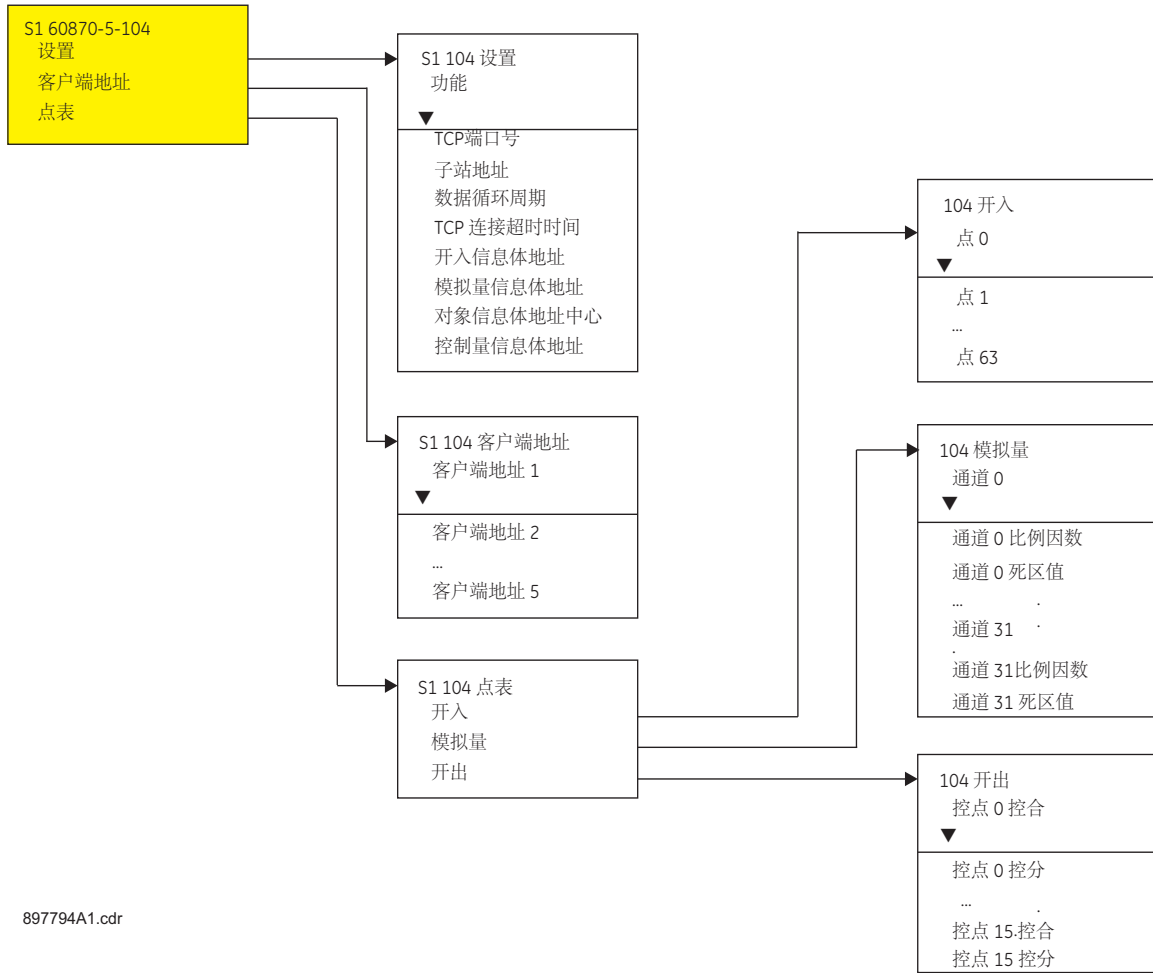 S1 60870-5-104
设置
客户端地址
点表
S1 104 设置
功能
TCP端口号
子站地址
数据循环周期
TCP 连接超时时间
开入信息体地址
模拟量信息体地址
对象信息体地址中心
控制量信息体地址
S1 104 客户端地址
客户端地址 1
客户端地址 2
...
客户端地址 5
S1 104 点表
开入
模拟量
开出
104 开入
点 0
点 1
...
点 63
104 模拟量
通道 0
通道 0 比例因数
通道 0 死区值
... .
通道 31 .
.
通道 31比例因数
通道 31 死区值
104 开出
控点 0 控合
控点 0 控分
... .
控点 15.控合
控点 15 控分
897794A1.cdr